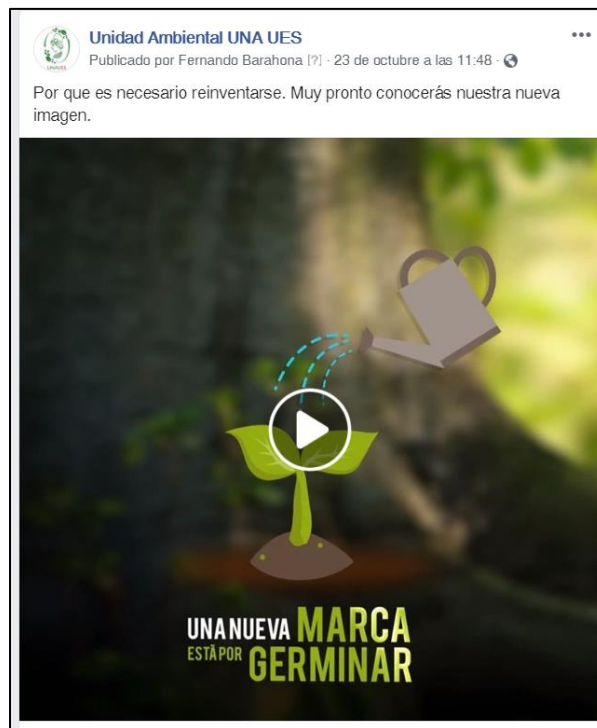 Unidad Ambiental UNA UES
Publicado por Fernando Barahona [?] · 23 de octubre a las 11:48 ·
Por que es necesario reinventarse. Muy pronto conocerás nuestra nueva
imagen.
UNA NUEVA MARCA
ESTÃ POR GERMINAR